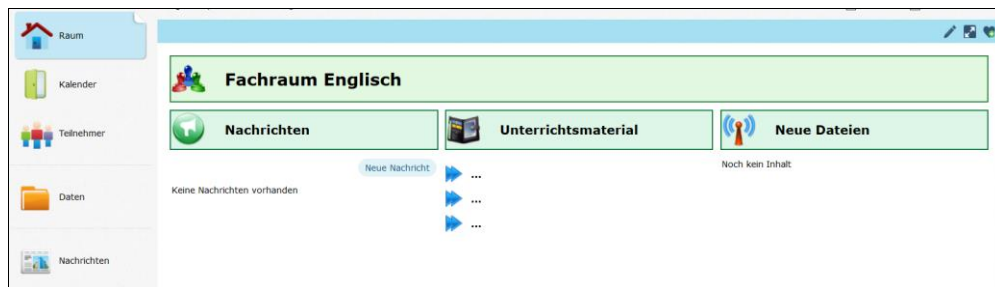 Raum
Kalender
Teilnehmer
Daten
Nachrichten
Fachraum Englisch
Nachrichten
Neue Nachricht
Keine Nachrichten vorhanden
Unterrichtsmaterial
...
...
...
Neue Dateien
Noch kein Inhalt